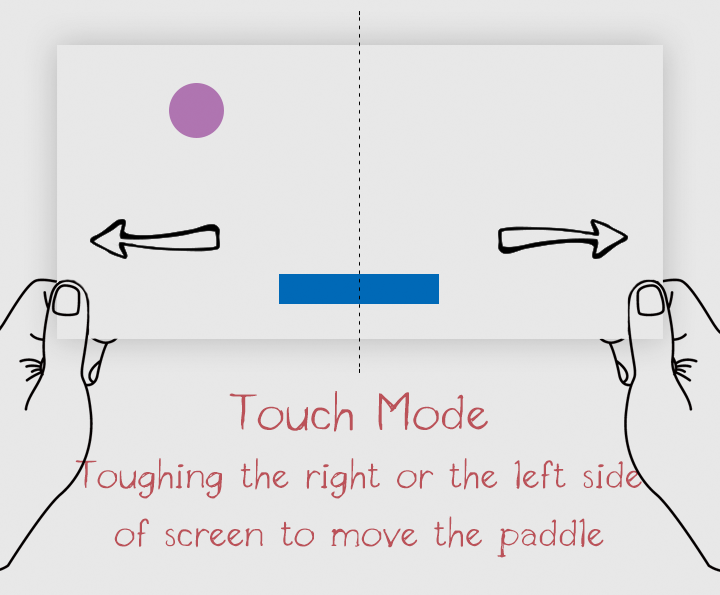 Touch Mode
Toughing the right or the left side
of screen to move the paddle